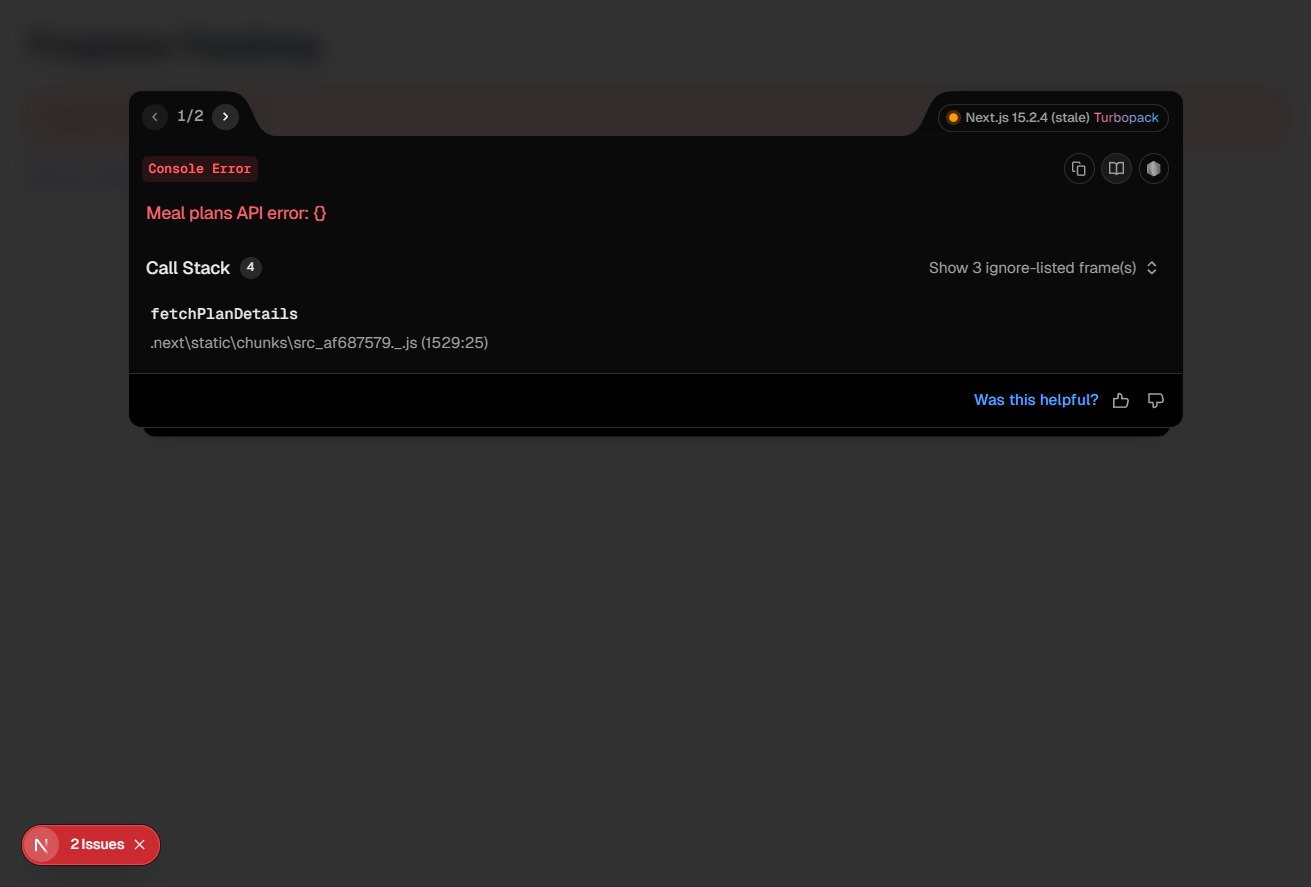 1/2
Next.js 15.2.4 (stale) Turbopack
Console Error
Meal plans API error: {}
Call Stack 4
Show 3 ignore-listed frame(s)
fetchPlanDetails
.next\static\chunks\src_af687579._.js (1529:25)
Was this helpful?
N 2 Issues